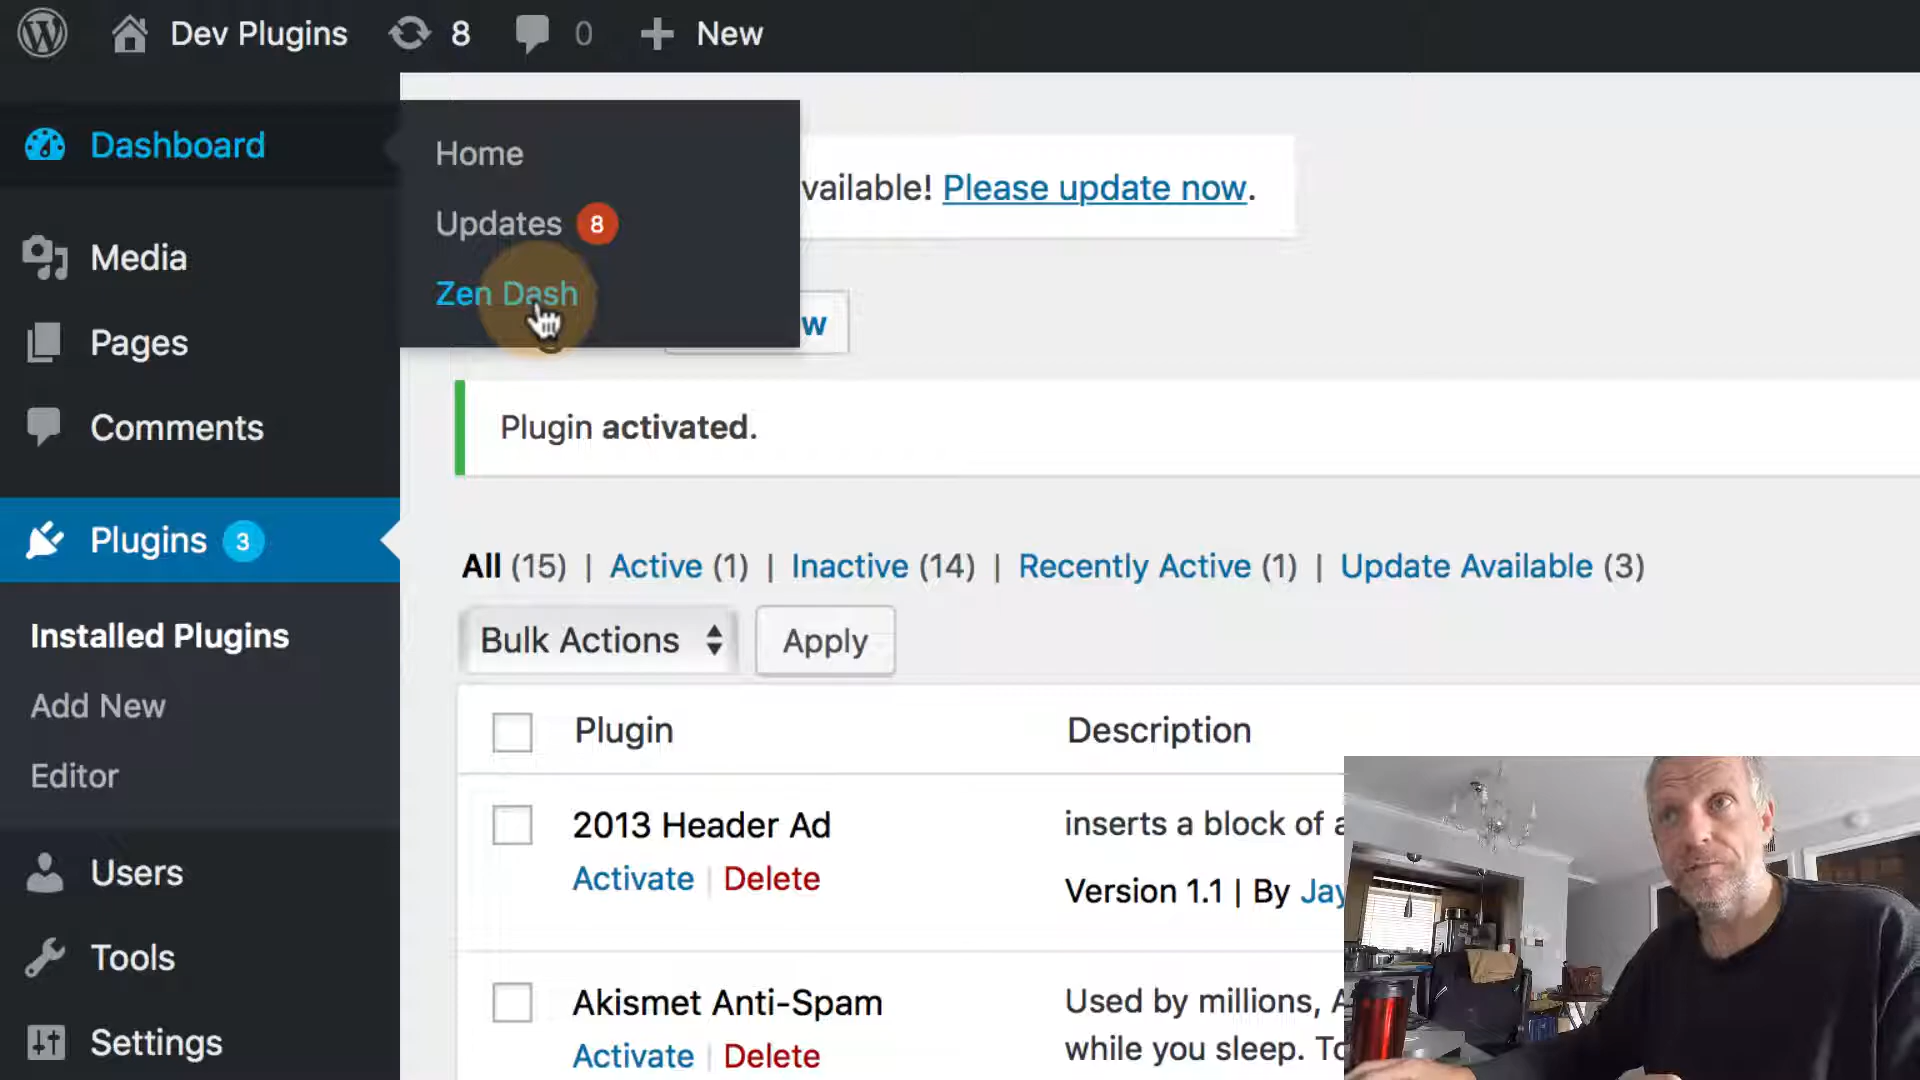 Dev Plugins 8 0 New
Dashboard
Home
Updates 8
Zen Dash
vailable! Please update now.
w
Media
Pages
Comments
Plugin activated.
Plugins 3
All (15) | Active (1) | Inactive (14) | Recently Active (1) | Update Available (3)
Bulk Actions Apply
Installed Plugins
Add New
Editor
Plugin Description
2013 Header Ad
inserts a block of a
Activate | Delete
Version 1.1 | By Jay
Users
Tools
Settings
Akismet Anti-Spam
Used by millions, A
Activate | Delete
while you sleep. To